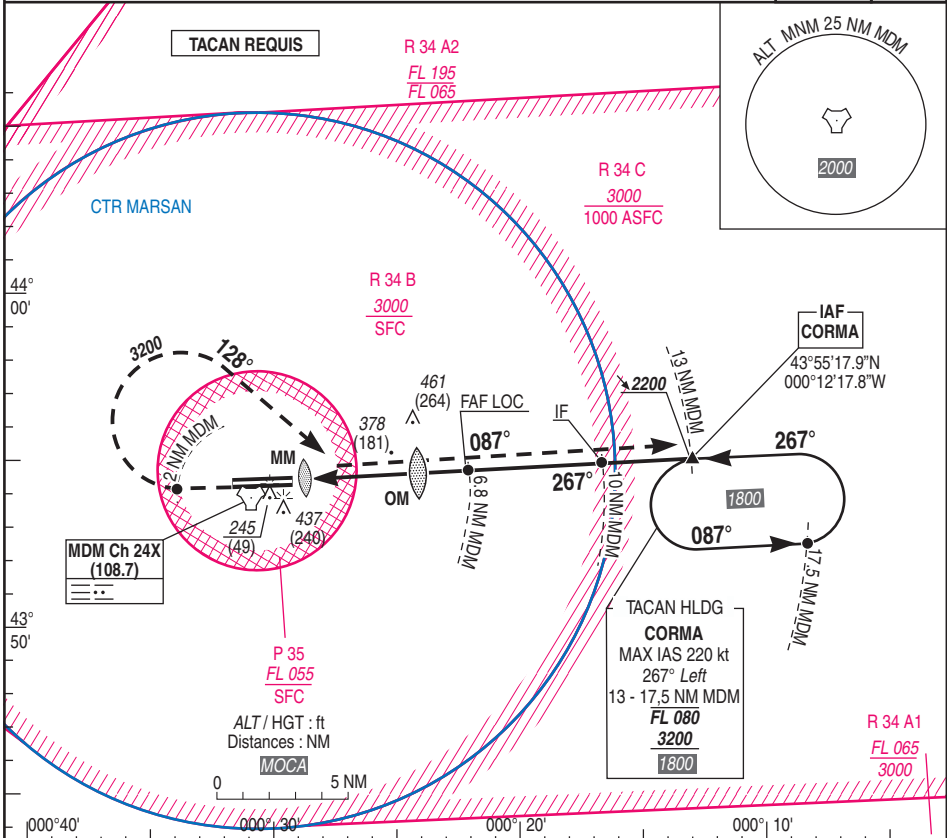 TACAN REQUIS
R 34 A2
FL 195
FL 065
ALT MNM 25 NM MDM
2000
R 34 C
3000
1000 ASFC
CTR MARSAN
R 34 B
3000
SFC
44°
00'
IAF
CORMA
43°55'17.9"N
000°12'17.8"W
3200
128°
461
(264)
378
(181)
FAF LOC
IF
2200
13 NM MDM
087°
267°
267°
2 NM MDM
MM
OM
6.8 NM MDM
10 NM MDM
1800
087°
17.5 NM MDM
245
(49)
437
(240)
MDM Ch 24X
(108.7)
TACAN HLDG
CORMA
MAX IAS 220 kt
267° Left
13 - 17,5 NM MDM
FL 080
3200
1800
43°
50'
P 35
FL 055
SFC
ALT / HGT : ft
Distances : NM
MOCA
0 5 NM
R 34 A1
FL 065
3000
000°40' 000°30' 000°20' 000°10'